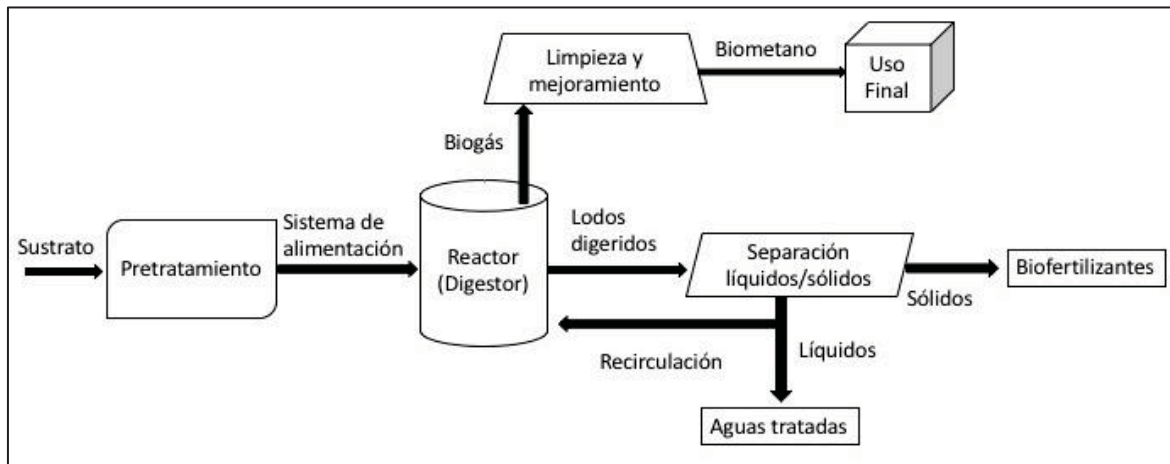 Limpieza y
mejoramiento
Biometano
Uso
Final
Biogás
Sustrato
Pretratamiento
Sistema de
alimentación
Reactor
(Digestor)
Lodos
digeridos
Separación
líquidos/sólidos
Sólidos
Biofertilizantes
Recirculación
Líquidos
Aguas tratadas